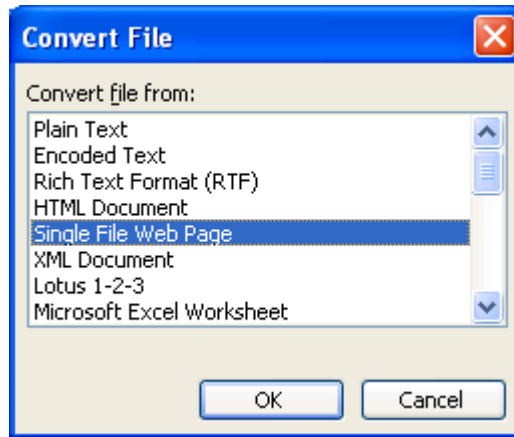 Convert File
Convert file from:
Plain Text
Encoded Text
Rich Text Format (RTF)
HTML Document
Single File Web Page
XML Document
Lotus 1-2-3
Microsoft Excel Worksheet
OK Cancel